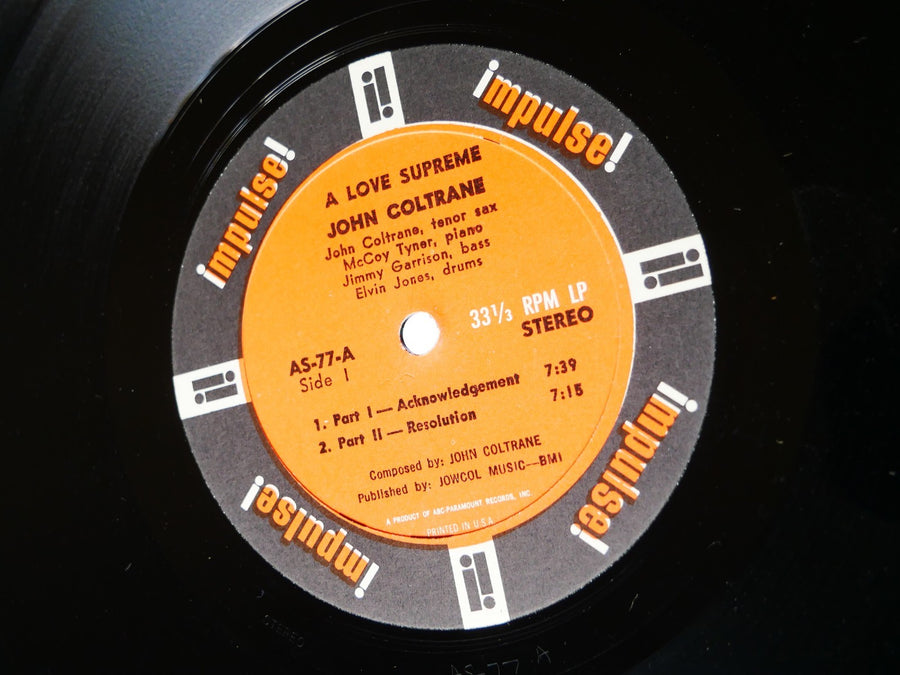 impulse!
impulse!
A LOVE SUPREME
JOHN COLTRANE
John Coltrane, tenor sax
McCoy Tyner, piano
Jimmy Garrison, bass
Elvin Jones, drums
33⅓ RPM LP
STEREO
AS-77-A
Side 1
1. Part I — Acknowledgement 7:39
2. Part II — Resolution 7:15
Composed by: JOHN COLTRANE
Published by: JOWCOL MUSIC—BMI
A PRODUCT OF ABC-PARAMOUNT RECORDS, INC.
PRINTED IN U.S.A.
impulse!
impulse!
STEREO
AS-77 A